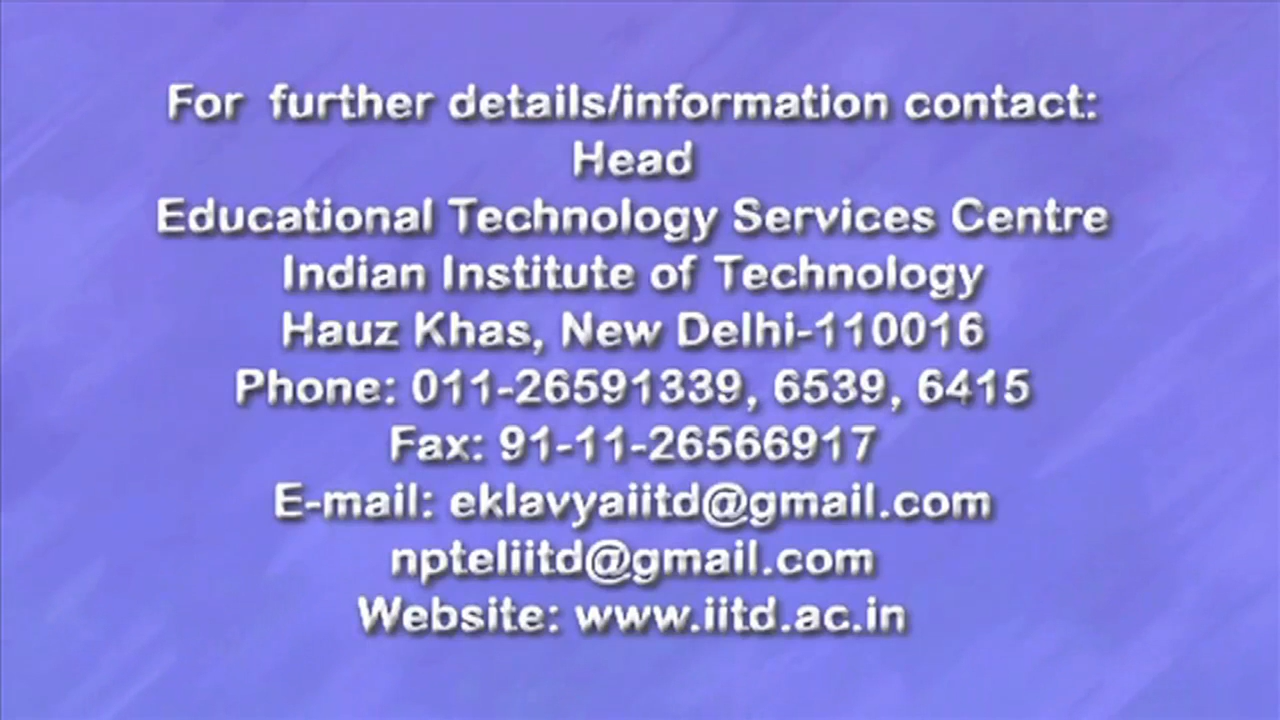 For further details/information contact:
Head
Educational Technology Services Centre
Indian Institute of Technology
Hauz Khas, New Delhi-110016
Phone: 011-26591339, 6539, 6415
Fax: 91-11-26566917
E-mail: eklavyaiitd@gmail.com
npteliitd@gmail.com
Website: www.iitd.ac.in